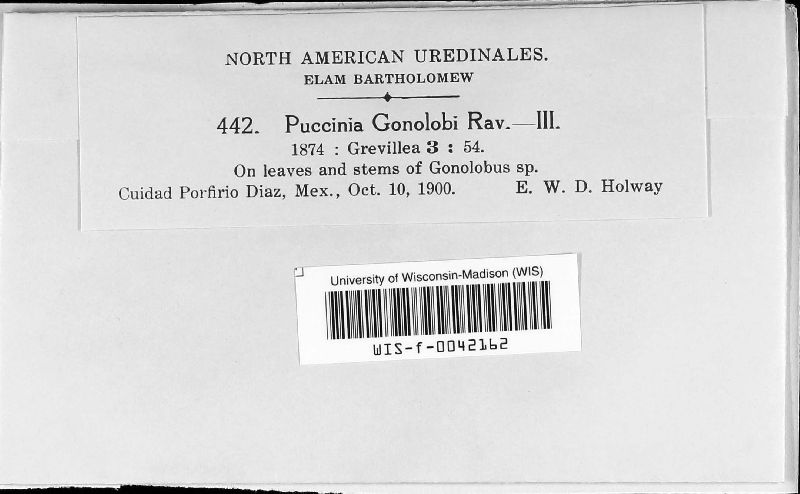 NORTH AMERICAN UREDINALES.
ELAM BARTHOLOMEW
442. Puccinia Gonolobi Rav.—III.
1874 : Grevillea 3 : 54.
On leaves and stems of Gonolobus sp.
Cuidad Porfirio Diaz, Mex., Oct. 10, 1900. E. W. D. Holway
University of Wisconsin-Madison (WIS)
WIS-f-0042162